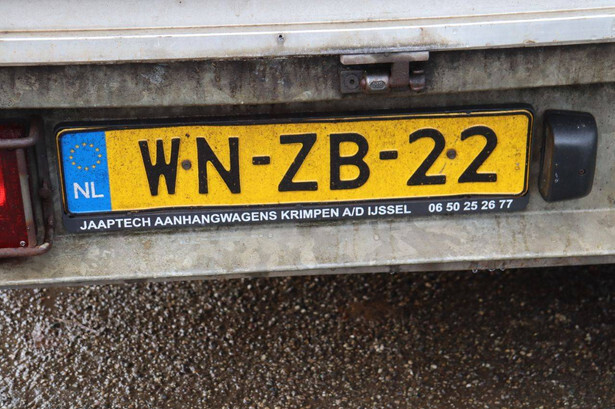 NL WN-ZB-22
JAAPTECH AANHANGWAGENS KRIMPEN A/D IJSSEL 06 50 25 26 77